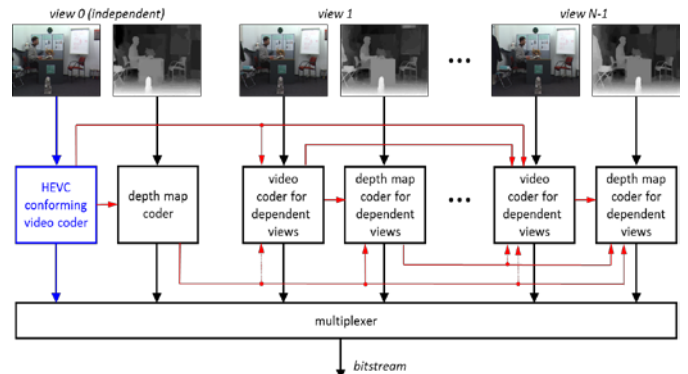 view 0 (independent)
view 1
view N-1
HEVC
conforming
video coder
depth map
coder
video
coder for
dependent
views
depth map
coder for
dependent
views
video
coder for
dependent
views
depth map
coder for
dependent
views
multiplexer
bitstream